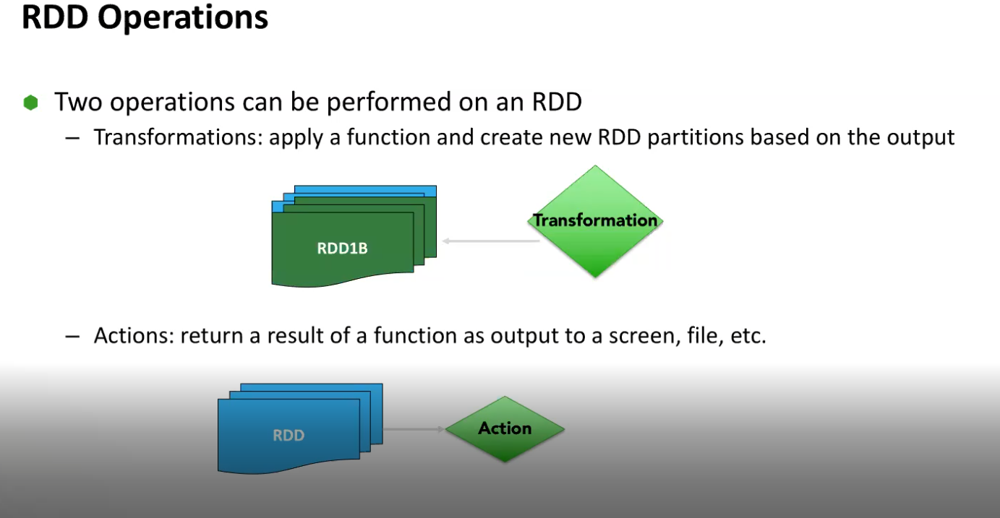 RDD Operations
Two operations can be performed on an RDD
– Transformations: apply a function and create new RDD partitions based on the output
Transformation
RDD1B
– Actions: return a result of a function as output to a screen, file, etc.
RDD
Action